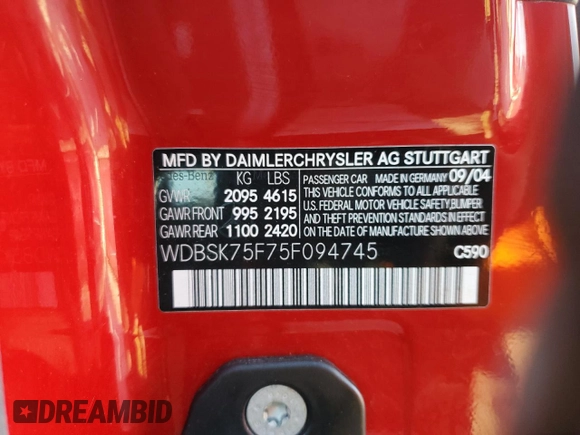 MFD BY DAIMLERCHRYSLER AG STUTTGART
KG LBS
GVWR 2095 4615
GAWR FRONT 995 2195
GAWR REAR 1100 2420
PASSENGER CAR MADE IN GERMANY 09/04
THIS VEHICLE CONFORMS TO ALL APPLICABLE
U.S. FEDERAL MOTOR VEHICLE SAFETY,BUMPER
AND THEFT PREVENTION STANDARDS IN EFFECT
ON THE DATE OF MANUFACTURE SHOWN ABOVE.
WDBSK75F75F094745 C590
DREAMBID